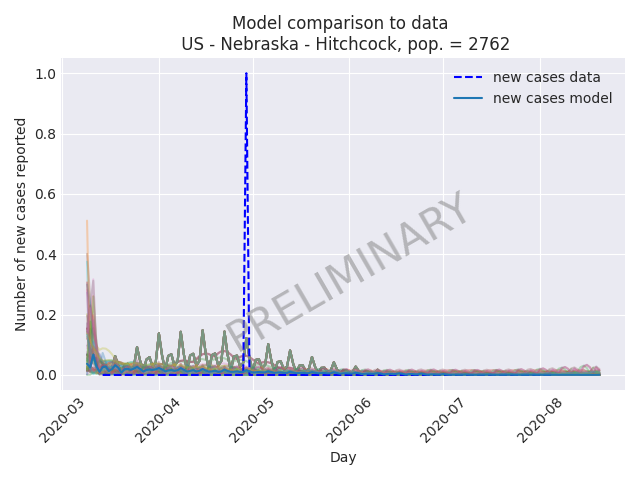 Model comparison to data
US - Nebraska - Hitchcock, pop. = 2762
new cases data
new cases model
Number of new cases reported
1.0
0.8
0.6
0.4
0.2
0.0
PRELIMINARY
2020-03
2020-04
2020-05
2020-06
2020-07
2020-08
Day